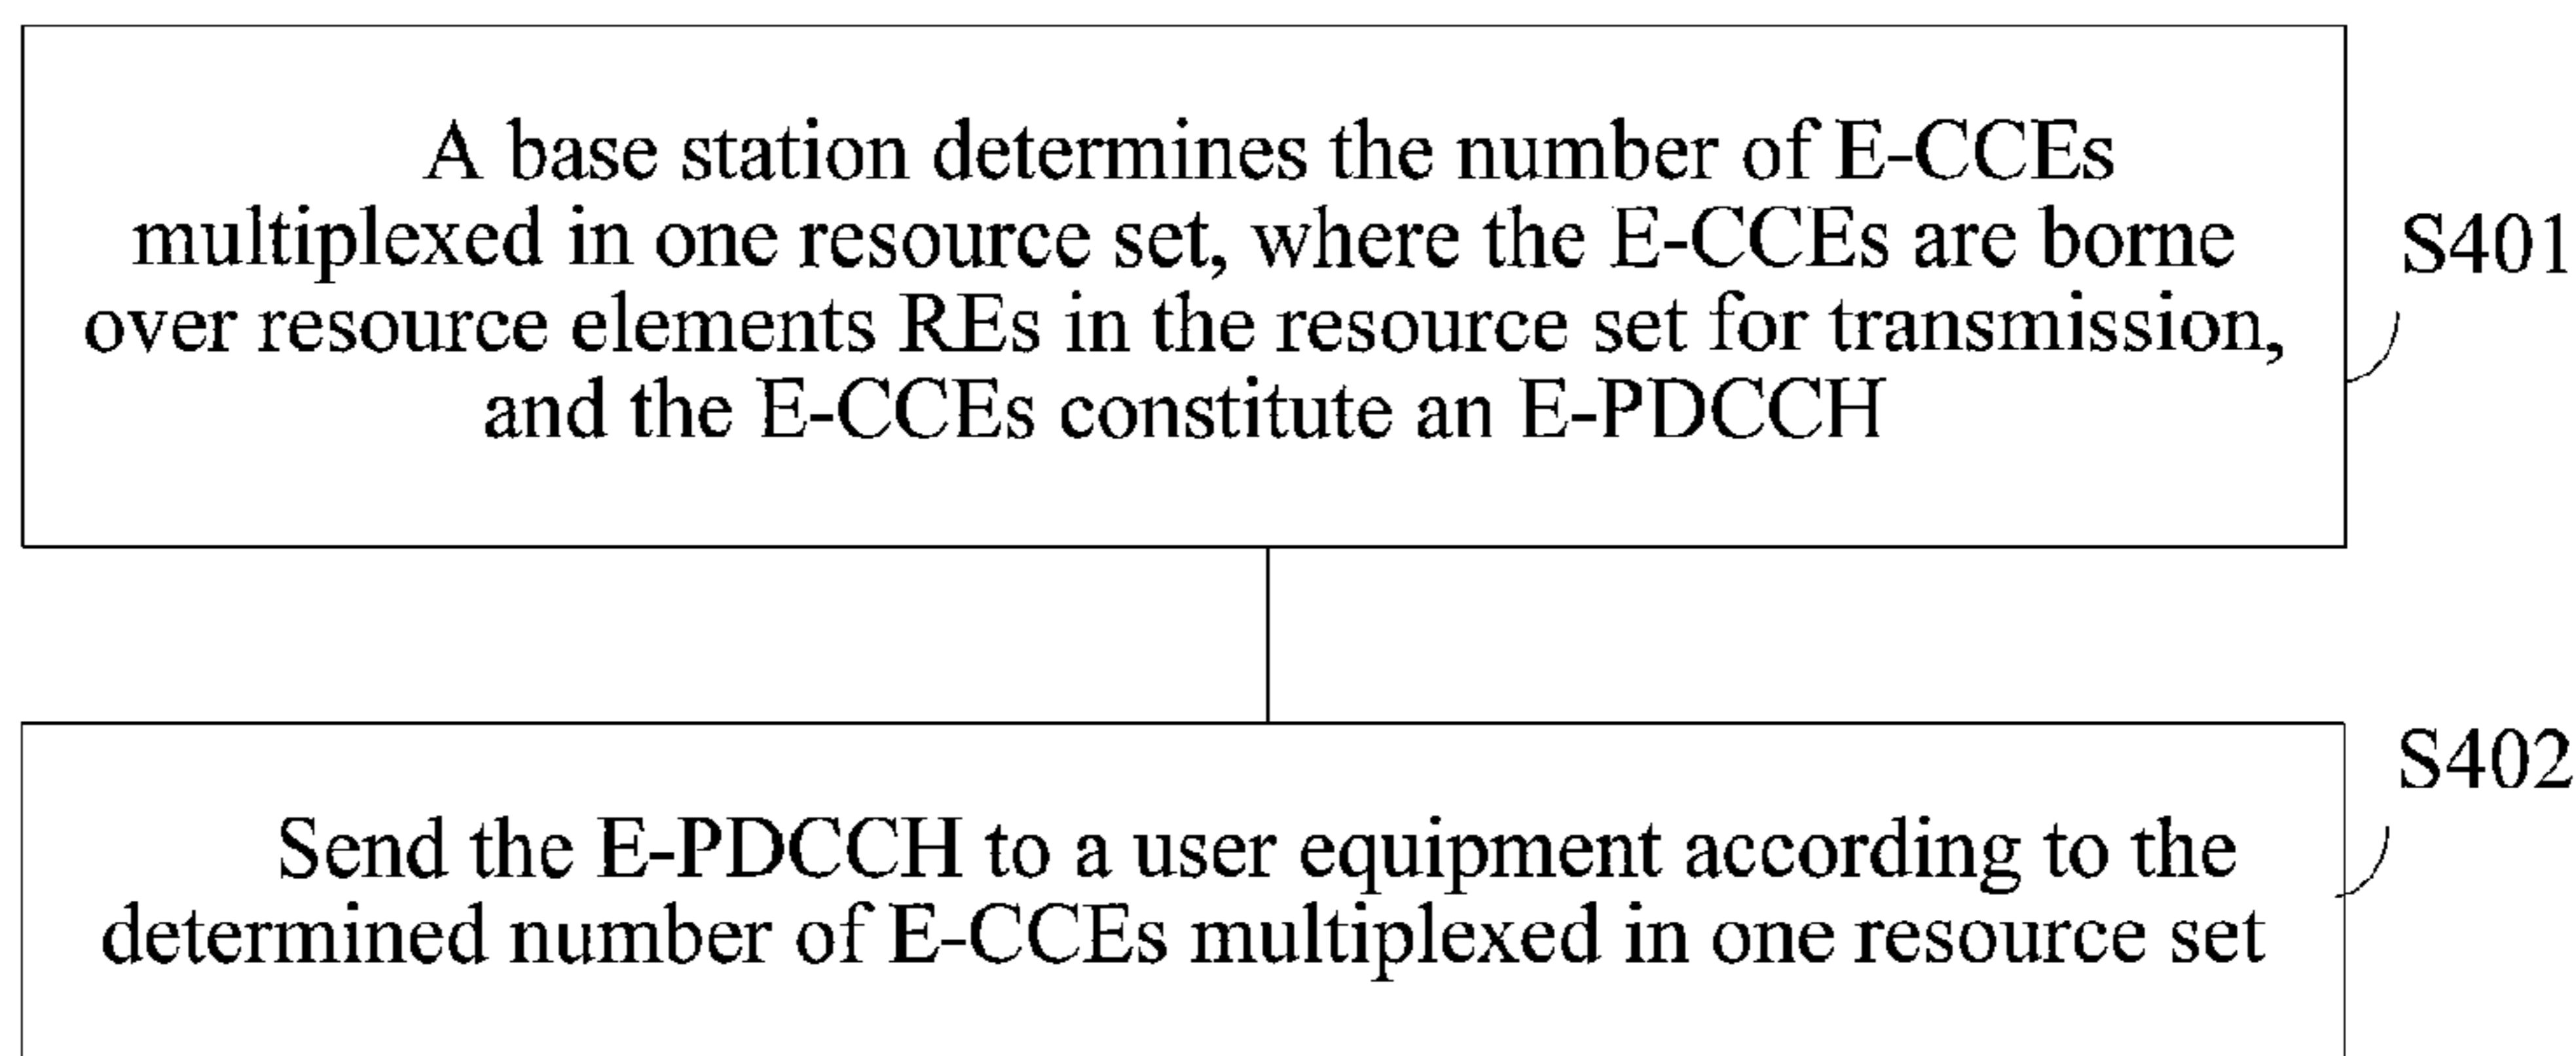 A base station determines the number of E-CCEs
multiplexed in one resource set, where the E-CCEs are borne
over resource elements REs in the resource set for transmission,
and the E-CCEs constitute an E-PDCCH
S401
Send the E-PDCCH to a user equipment according to the
determined number of E-CCEs multiplexed in one resource set
S402